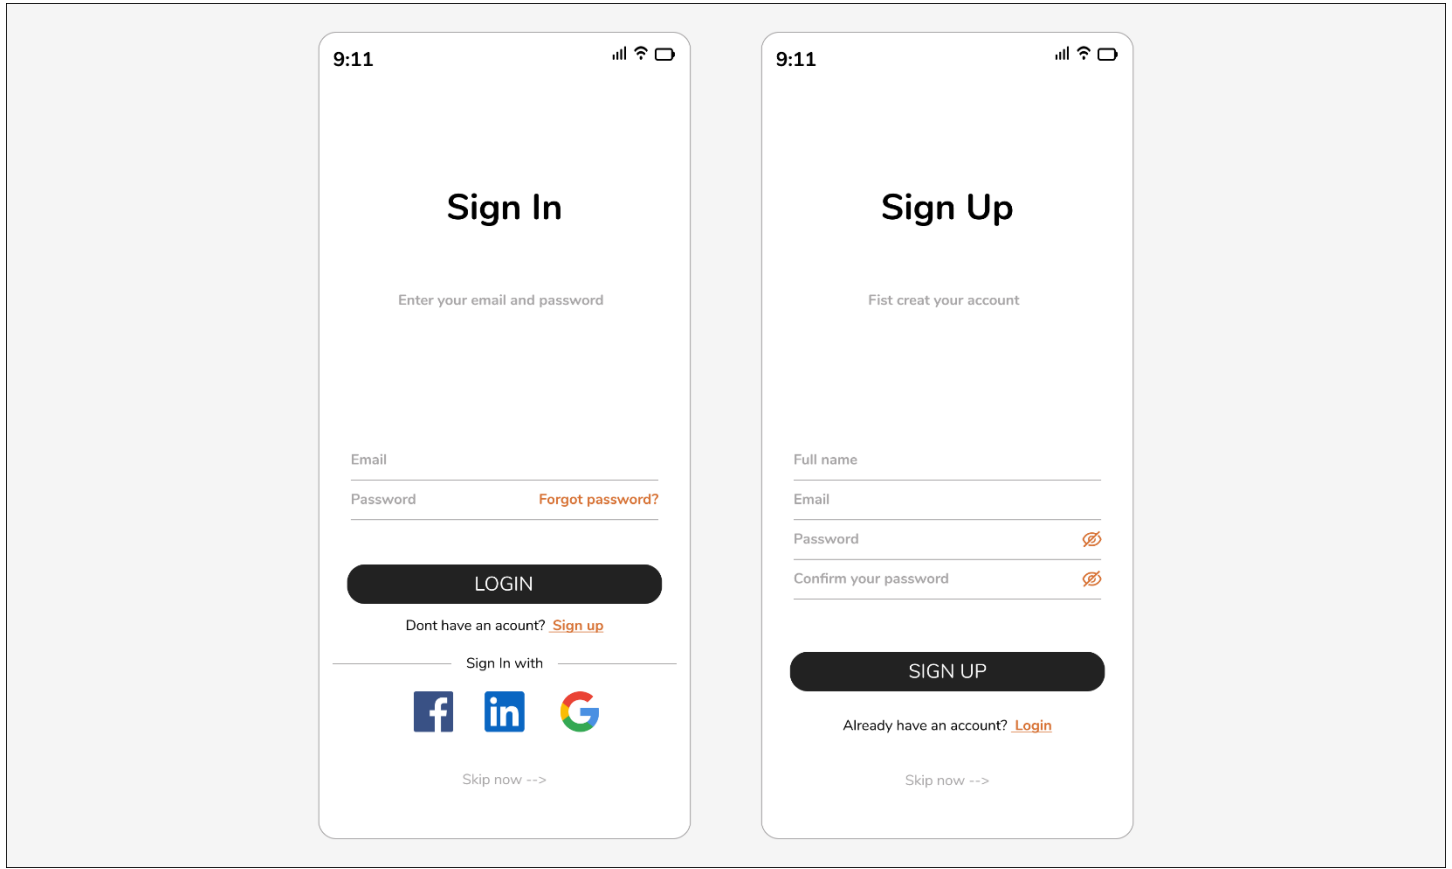 9:11
Sign In
Enter your email and password
Email
Password Forgot password?
LOGIN
Dont have an acount? Sign up
Sign In with
f in G
Skip now -->
9:11
Sign Up
Fist creat your account
Full name
Email
Password
Confirm your password
SIGN UP
Already have an account? Login
Skip now -->